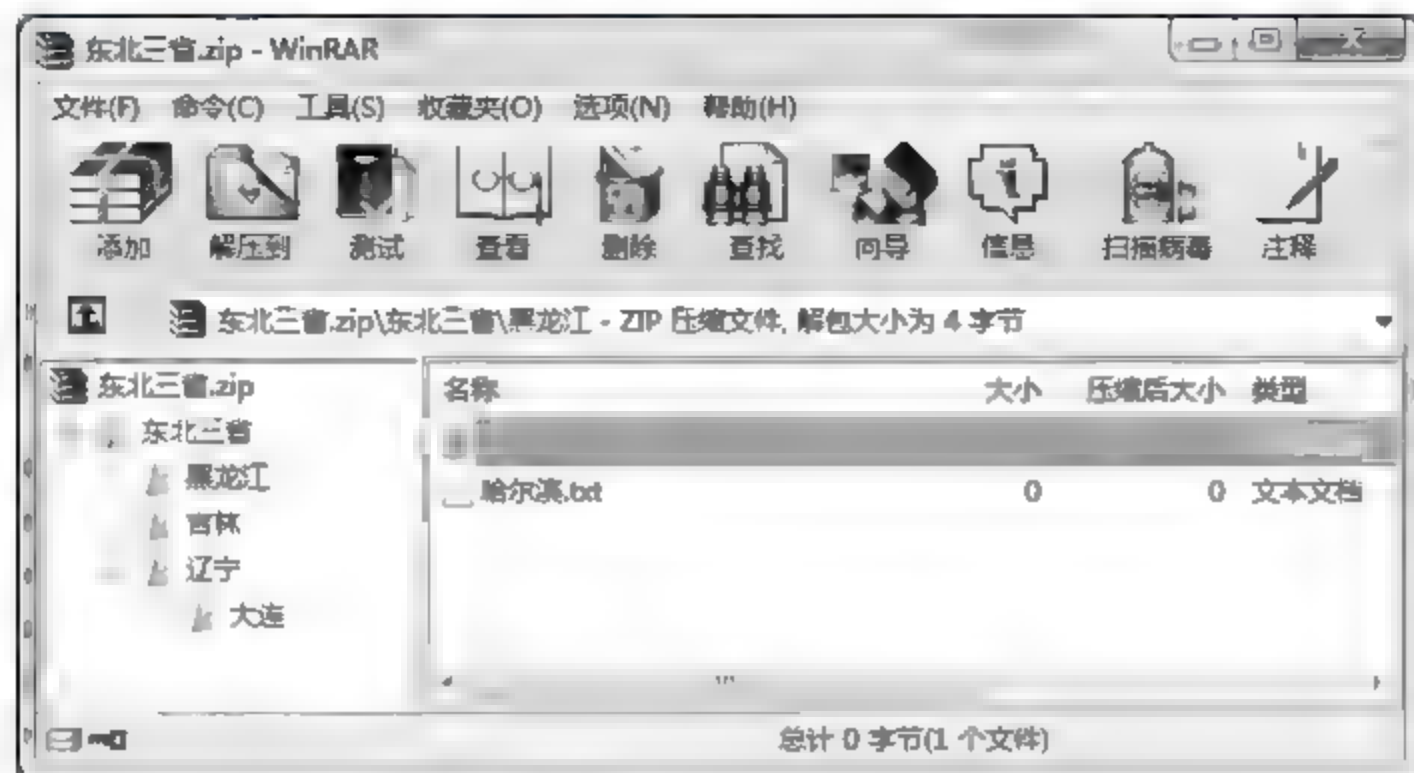 东北三省.zip - WinRAR
文件(F) 命令(C) 工具(S) 收藏夹(O) 选项(N) 帮助(H)
添加 解压到 测试 查看 删除 查找 向导 信息 扫描病毒 注释
东北三省.zip\东北三省\黑龙江 - ZIP 压缩文件, 解包大小为 4 字节
东北三省.zip
东北三省
黑龙江
吉林
辽宁
大连
名称 大小 压缩后大小 类型
哈尔滨.txt 0 0 文本文档
总计 0 字节(1 个文件)